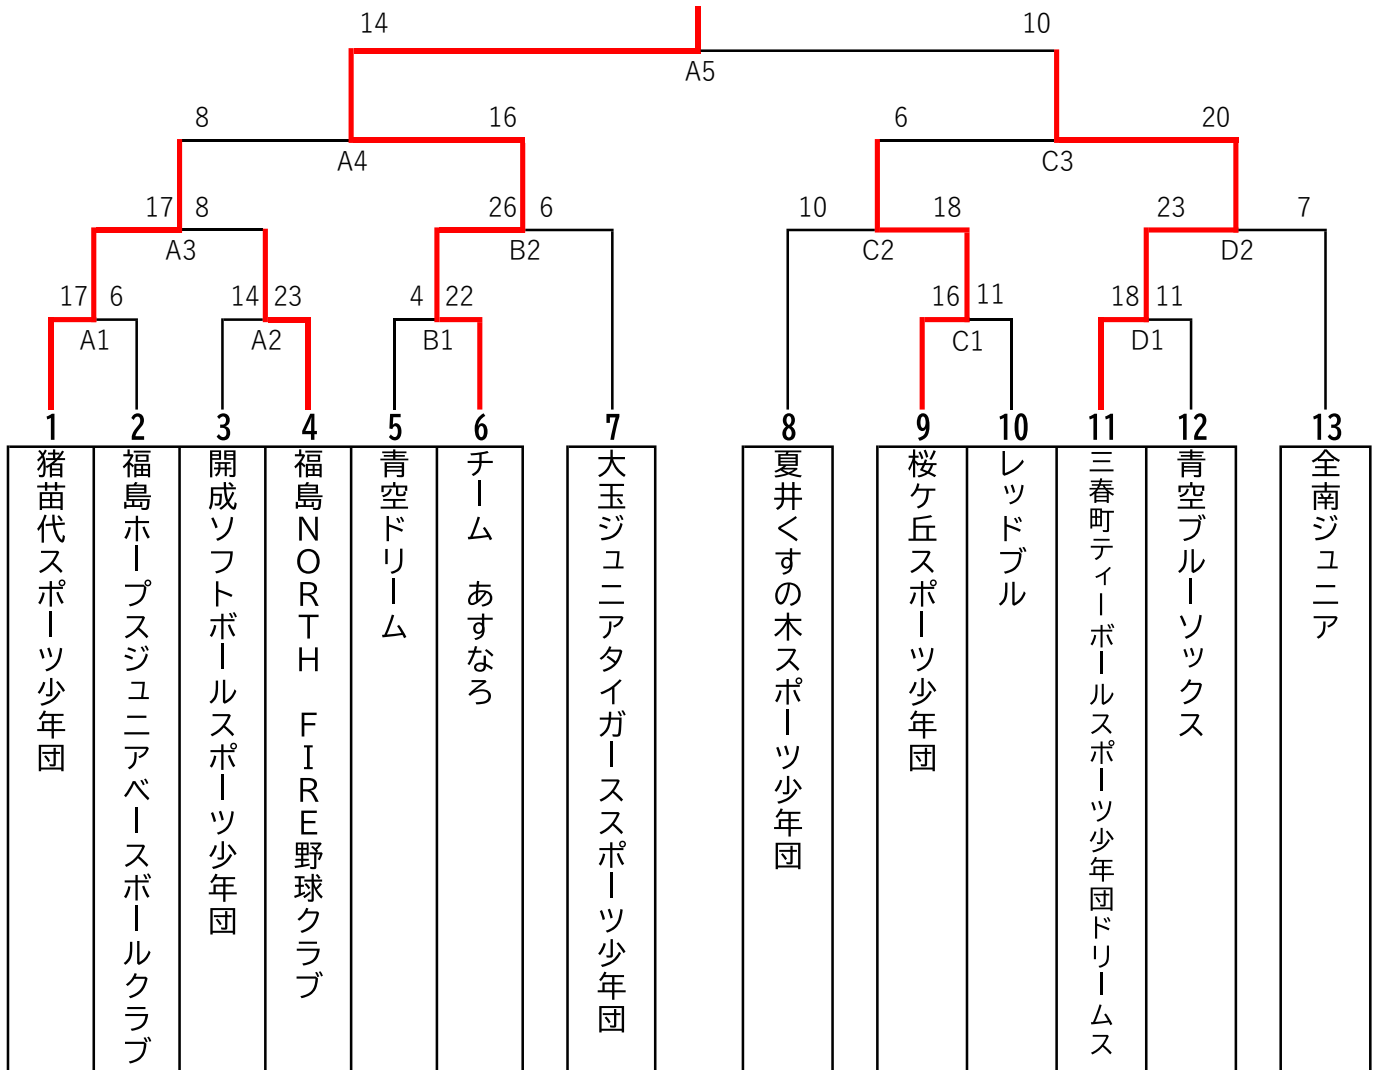 14 10
A5
8 16 6 20
A4 C3
17 8 26 6 10 18 23 7
A3 B2 C2 D2
17 6 14 23 4 22 16 11 18 11
A1 A2 B1 C1 D1
1 2 3 4 5 6 7 8 9 10 11 12 13
猪苗代スポーツ少年団
福島ホープスジュニアベースボールクラブ
開成ソフトボールスポーツ少年団
福島NORTH FIRE野球クラブ
青空ドリーム
チーム あすなろ
大玉ジュニアタイガーススポーツ少年団
夏井くすの木スポーツ少年団
桜ケ丘スポーツ少年団
レッドブル
三春町ティーボールスポーツ少年団ドリームス
青空ブルーソックス
全南ジュニア